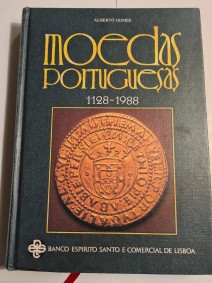 ALBERTO GOMES
MOEDAS
PORTUGUESAS
1128-1988
BANCO ESPIRITO SANTO E COMERCIAL DE LISBOA